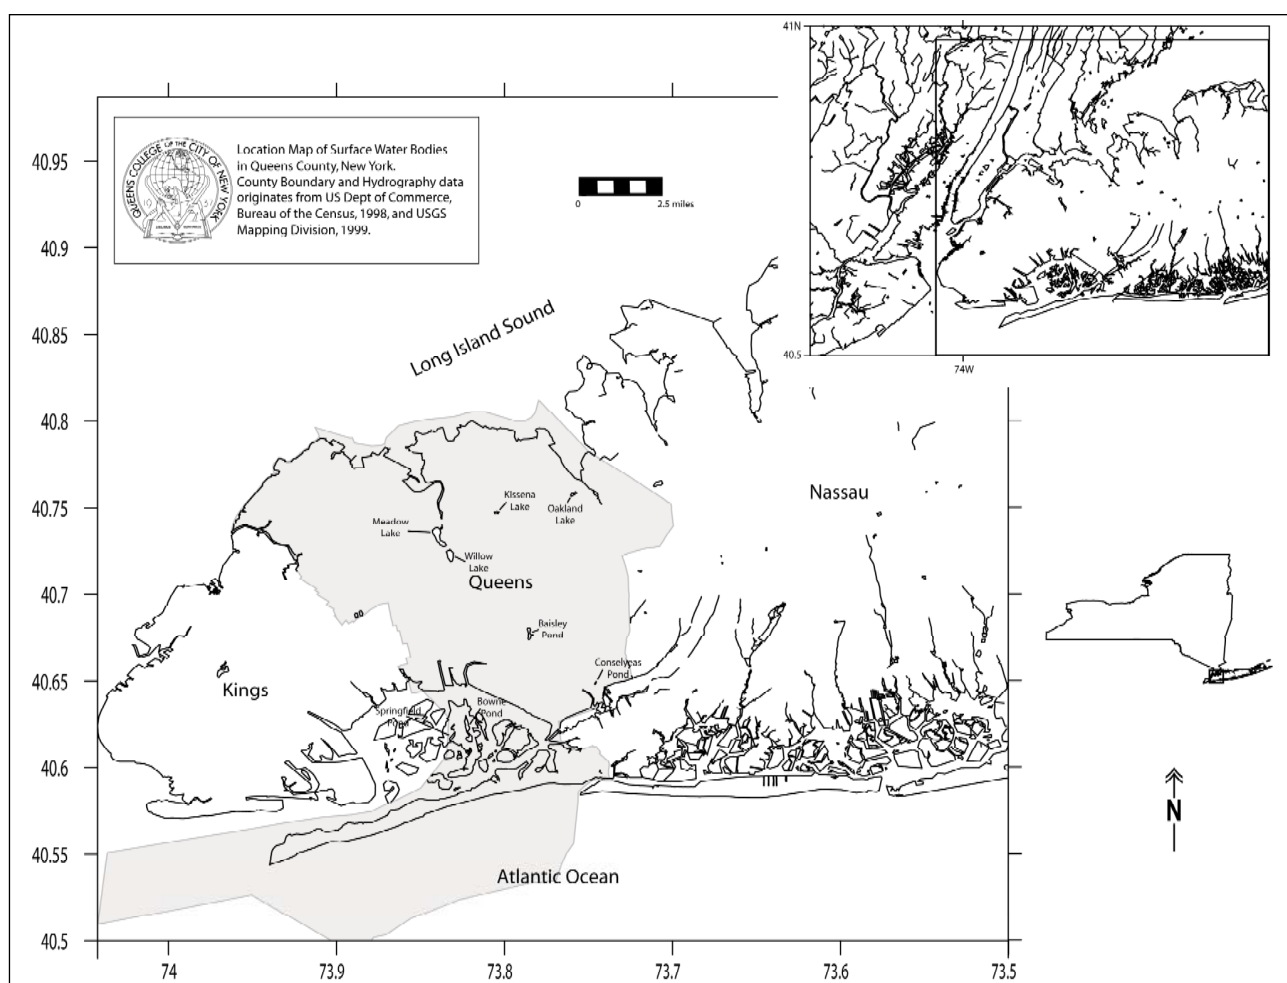 41N
40.5
74W
QUEENS COLLEGE OF THE CITY OF NEW YORK
Location Map of Surface Water Bodies
in Queens County, New York.
County Boundary and Hydrography data
originates from US Dept of Commerce,
Bureau of the Census, 1998, and USGS
Mapping Division, 1999.
0 2.5 miles
40.95
40.9
40.85
40.8
40.75
40.7
40.65
40.6
40.55
40.5
Long Island Sound
Nassau
Kissena
Lake
Oakland
Lake
Meadow
Lake
Willow
Lake
Queens
Baisley
Pond
Conselyeas
Pond
Kings
Springfield
Pond
Bowne
Pond
Atlantic Ocean
N
74
73.9
73.8
73.7
73.6
73.5